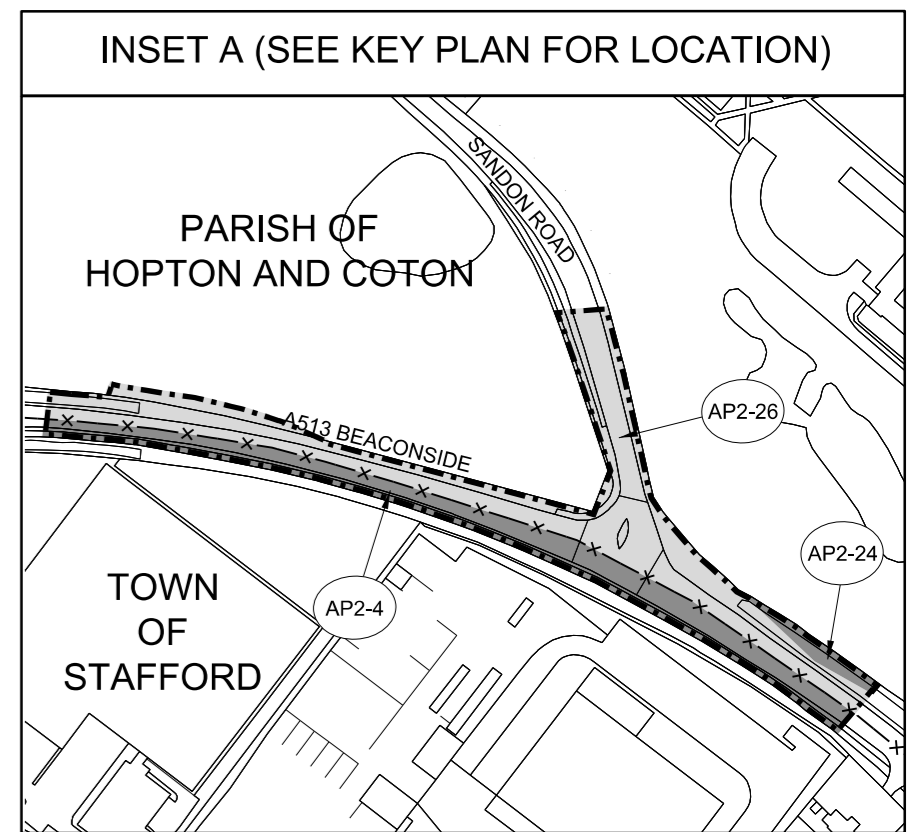 INSET A (SEE KEY PLAN FOR LOCATION)
SANDON ROAD
PARISH OF
HOPTON AND COTON
AP2-26
A513 BEACONSIDE
AP2-24
TOWN
OF
STAFFORD
AP2-4